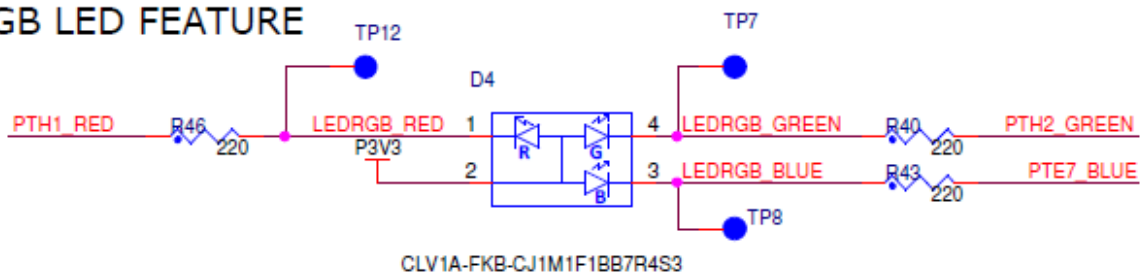 GB LED FEATURE
TP12
TP7
D4
PTH1_RED
R46
220
LEDRGB_RED
1
P3V3
2
R
G
B
4
LEDRGB_GREEN
R40
220
PTH2_GREEN
3
LEDRGB_BLUE
R43
220
PTE7_BLUE
TP8
CLV1A-FKB-CJ1M1F1BB7R4S3